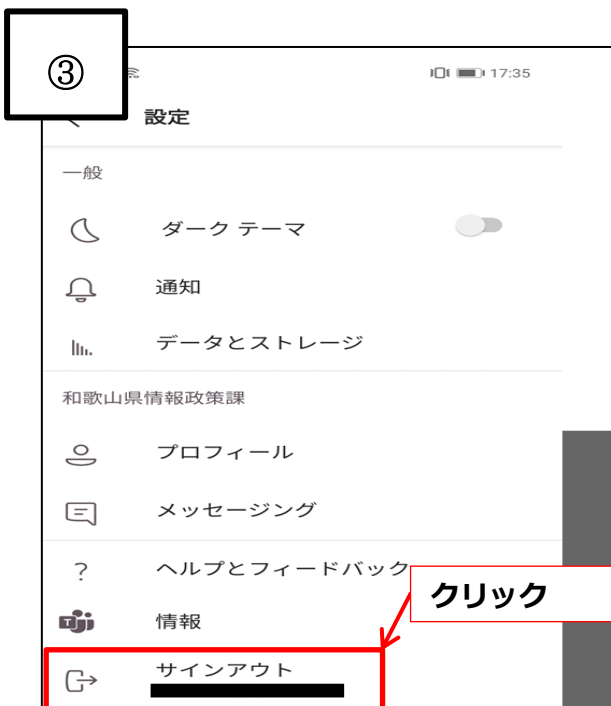 ③
17:35
設定
一般
ダーク テーマ
通知
データとストレージ
和歌山県情報政策課
プロフィール
メッセージング
?
ヘルプとフィードバック
クリック
情報
サインアウト